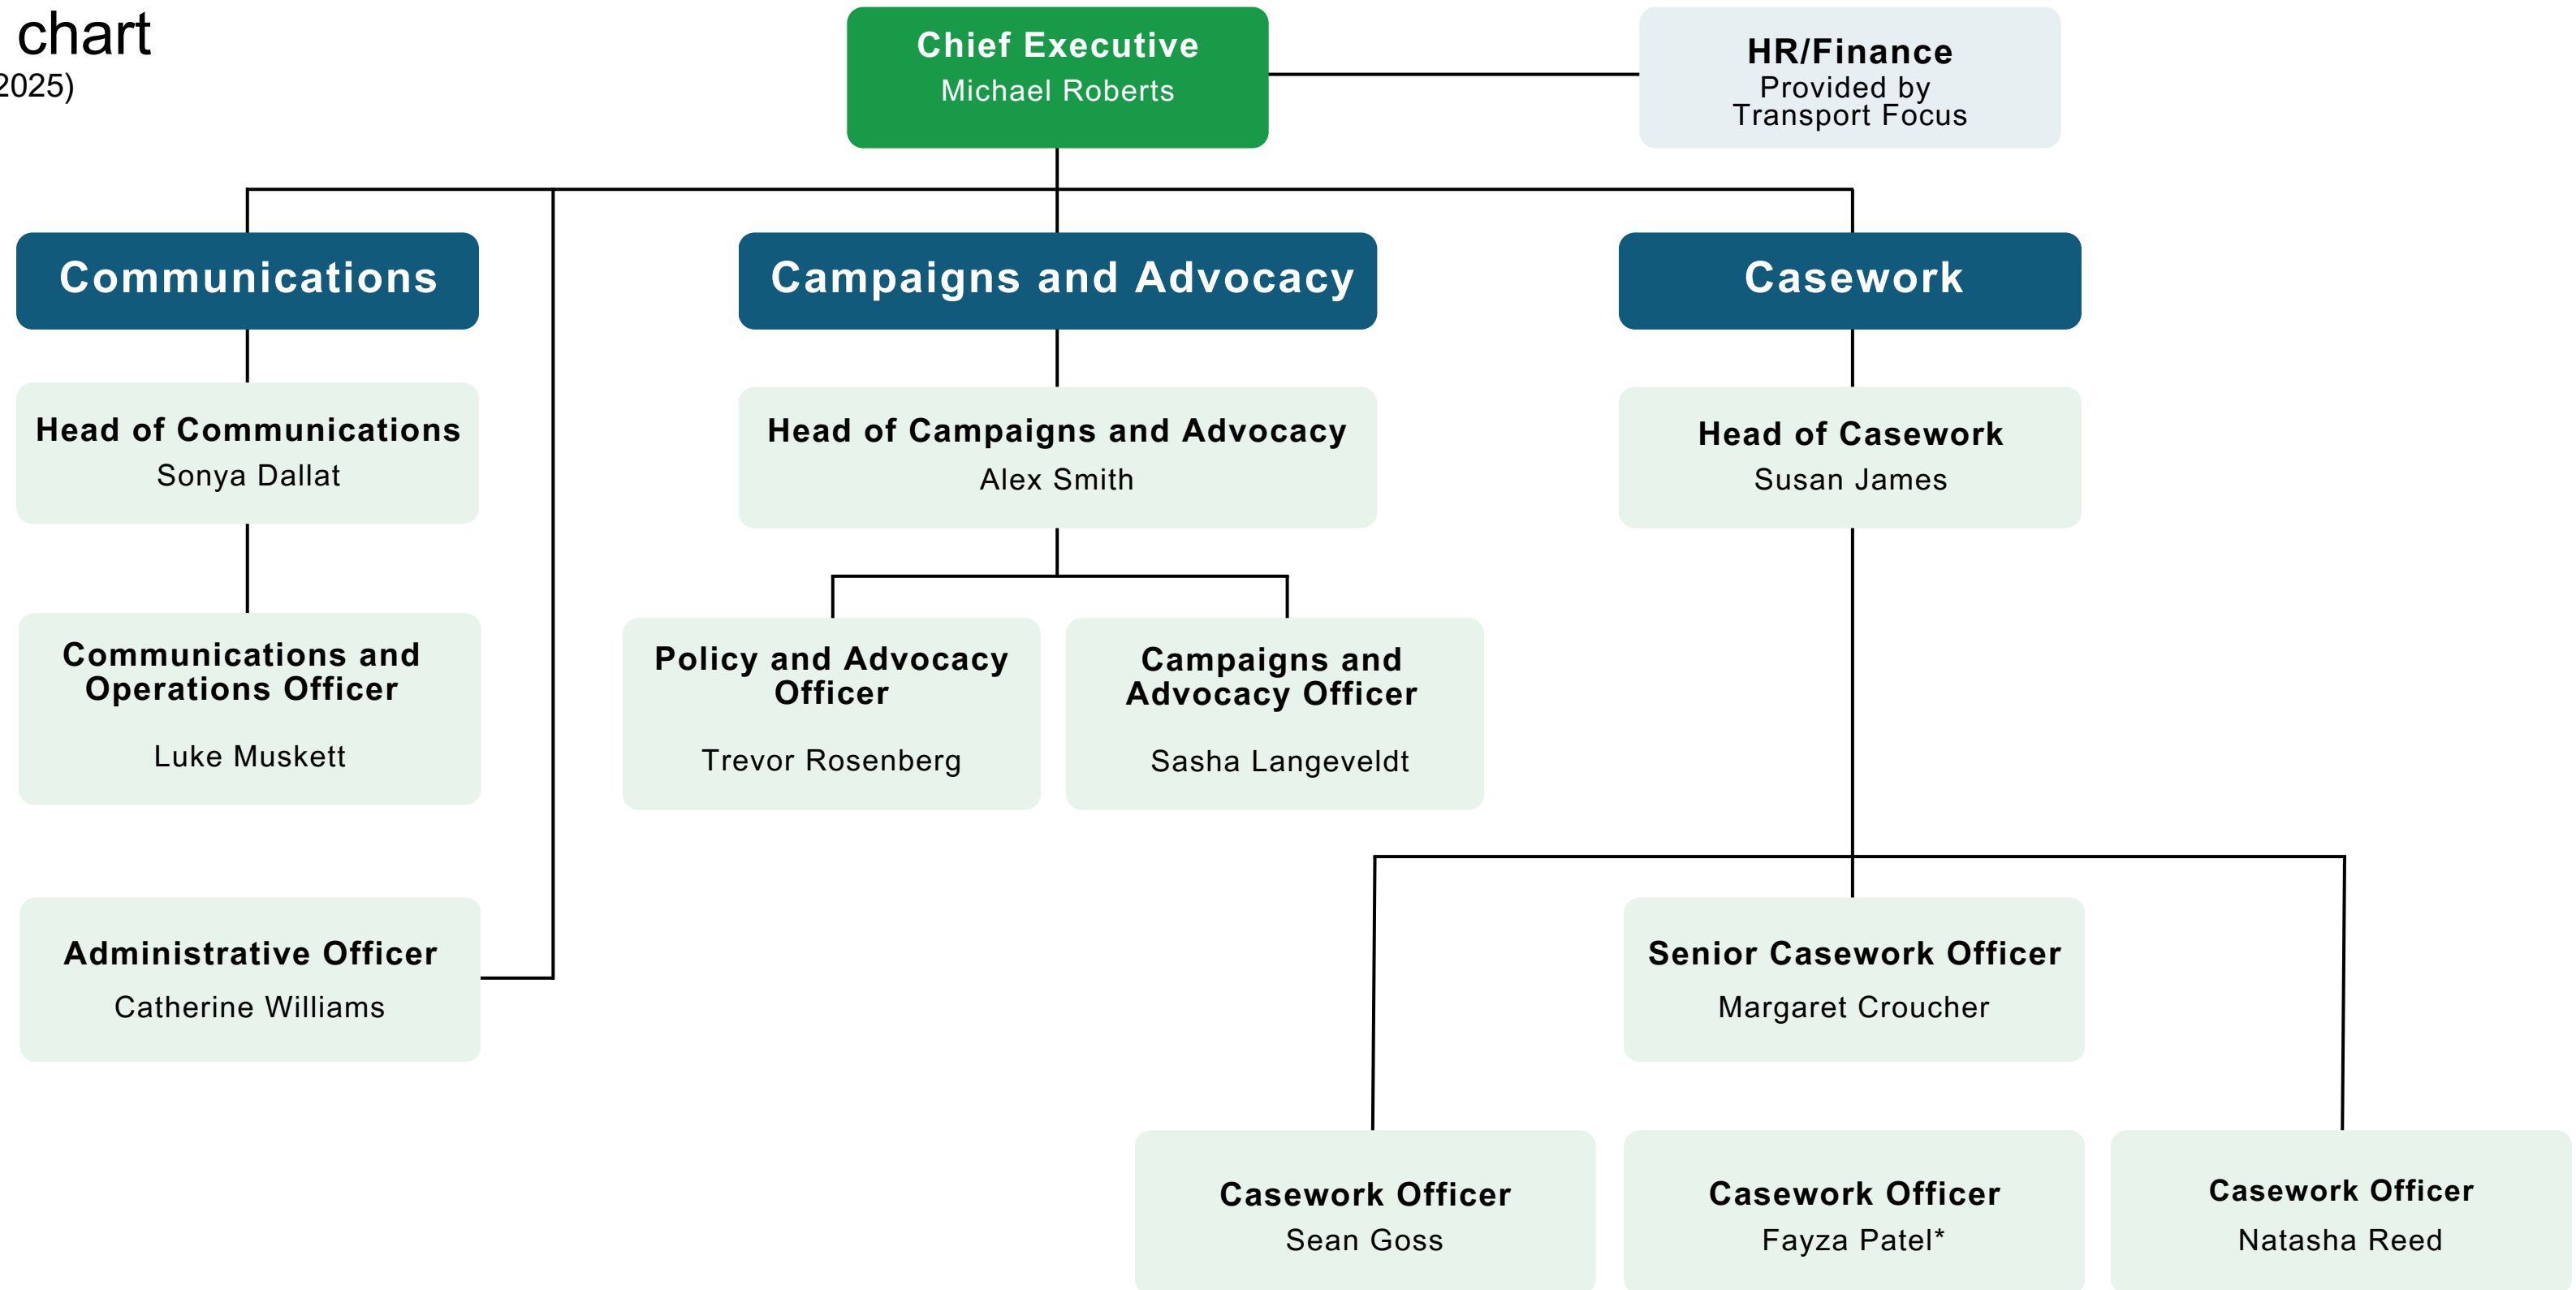 chart
2025)
Chief Executive
Michael Roberts
HR/Finance
Provided by
Transport Focus
Communications
Campaigns and Advocacy
Casework
Head of Communications
Sonya Dallat
Head of Campaigns and Advocacy
Alex Smith
Head of Casework
Susan James
Communications and
Operations Officer
Luke Muskett
Policy and Advocacy
Officer
Trevor Rosenberg
Campaigns and
Advocacy Officer
Sasha Langeveldt
Administrative Officer
Catherine Williams
Senior Casework Officer
Margaret Croucher
Casework Officer
Sean Goss
Casework Officer
Fayza Patel*
Casework Officer
Natasha Reed